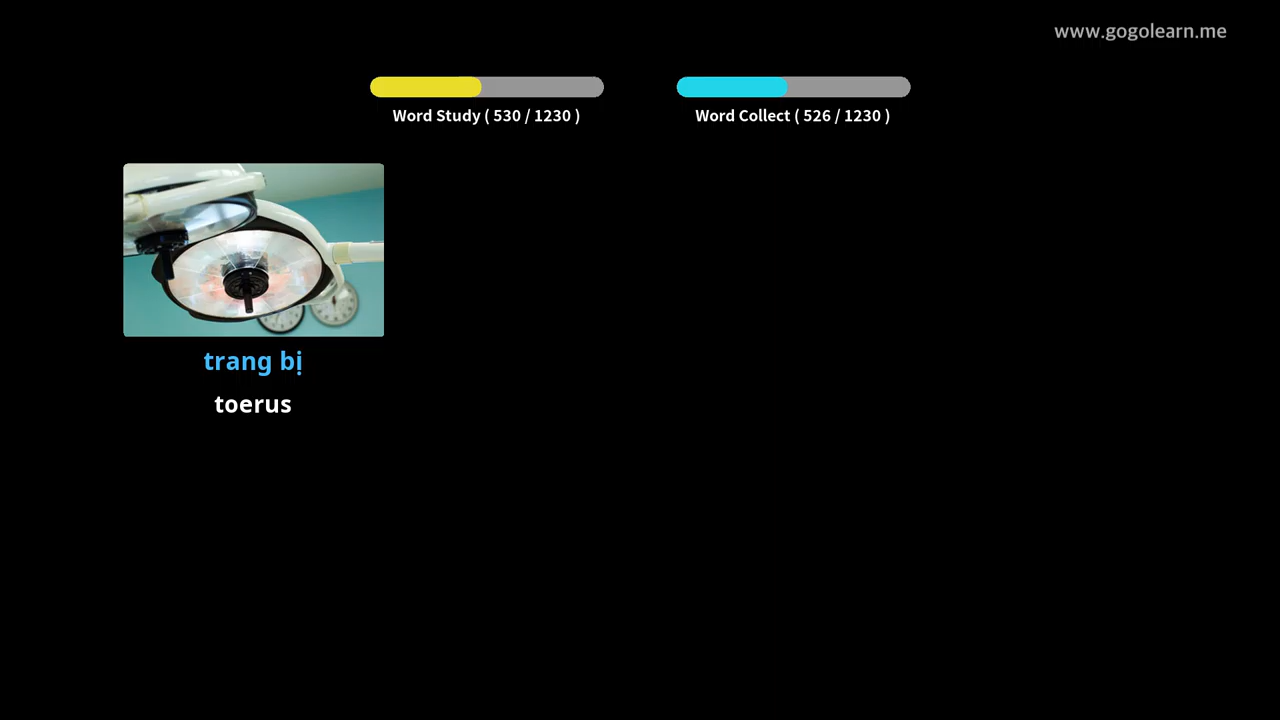 www.gogolearn.me
Word Study ( 530 / 1230 )
Word Collect ( 526 / 1230 )
trang bị
toerus